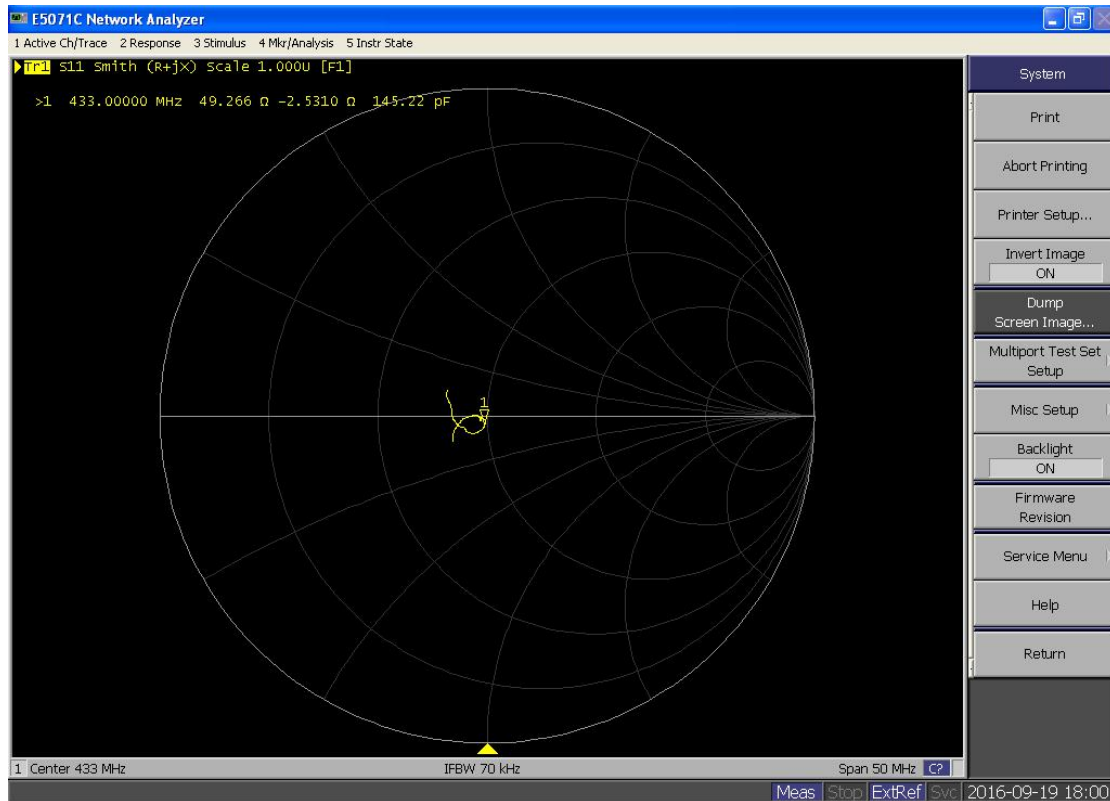 E5071C Network Analyzer
1 Active Ch/Trace 2 Response 3 Stimulus 4 Mkr/Analysis 5 Instr State
Tr1 S11 Smith (R+jX) Scale 1.000U [F1]
>1 433.00000 MHz 49.266 Ω -2.5310 Ω 145.22 pF
1
System
Print
Abort Printing
Printer Setup...
Invert Image
ON
Dump
Screen Image...
Multiport Test Set
Setup
Misc Setup
Backlight
ON
Firmware
Revision
Service Menu
Help
Return
1 Center 433 MHz IFBW 70 kHz Span 50 MHz C?
Meas Stop ExtRef Svc 2016-09-19 18:00